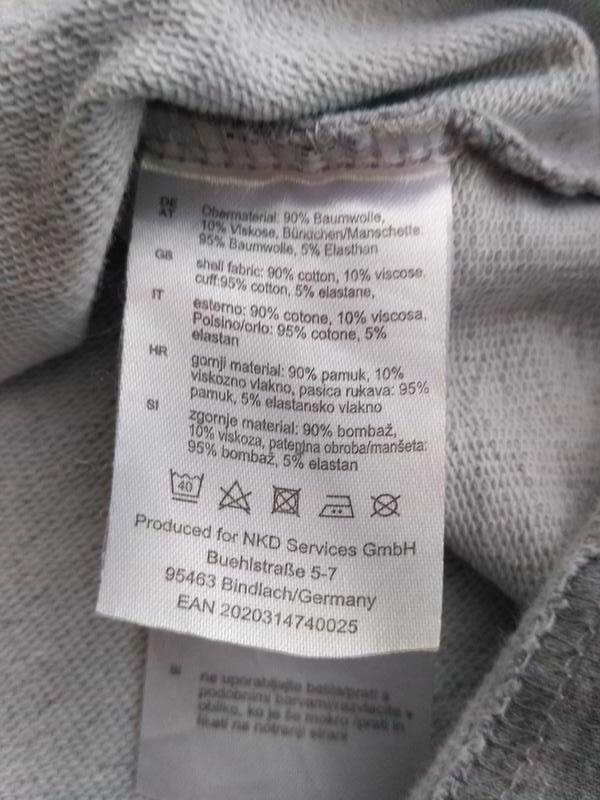 DE
AT
Obermaterial: 90% Baumwolle,
10% Viskose, Bündchen/Manschette:
95% Baumwolle, 5% Elasthan
GB
shell fabric: 90% cotton, 10% viscose,
cuff:95% cotton, 5% elastane,
IT
esterno: 90% cotone, 10% viscosa,
Polsino/orlo: 95% cotone, 5%
elastan
HR
gornji material: 90% pamuk, 10%
viskozno vlakno, pasica rukava: 95%
pamuk, 5% elastansko vlakno
SI
zgornje material: 90% bombaž,
10% viskoza, patentna obroba/manšeta:
95% bombaž, 5% elastan
40
Produced for NKD Services GmbH
Buehlstraße 5-7
95463 Bindlach/Germany
EAN 2020314740025
SI
ne uporabljajte belila/prati s
podobnimi barvami/razvlecite v
obliko, ko je še mokro /prati in
likati na notranji strani